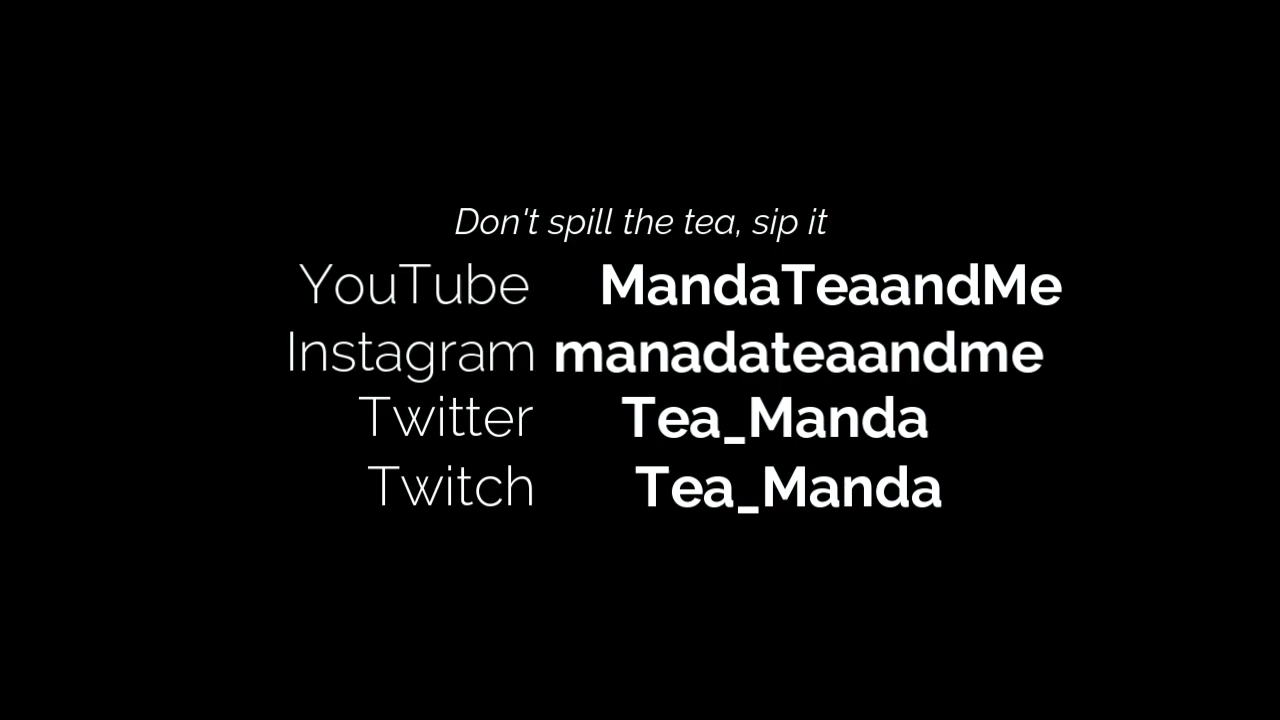 Don't spill the tea, sip it
YouTube MandaTeaandMe
Instagram manadateaandme
Twitter Tea_Manda
Twitch Tea_Manda